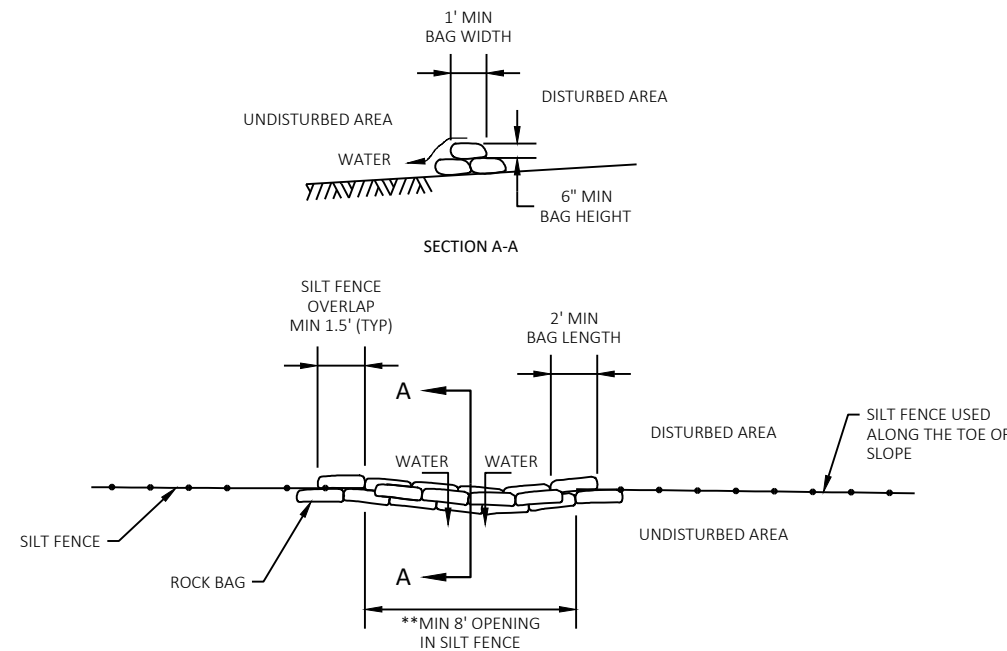 1' MIN
BAG WIDTH
DISTURBED AREA
UNDISTURBED AREA
WATER
6" MIN
BAG HEIGHT
SECTION A-A
SILT FENCE
OVERLAP
MIN 1.5' (TYP)
2' MIN
BAG LENGTH
A
SILT FENCE USED
ALONG THE TOE OF
SLOPE
DISTURBED AREA
WATER
WATER
SILT FENCE
UNDISTURBED AREA
ROCK BAG
A
**MIN 8' OPENING
IN SILT FENCE